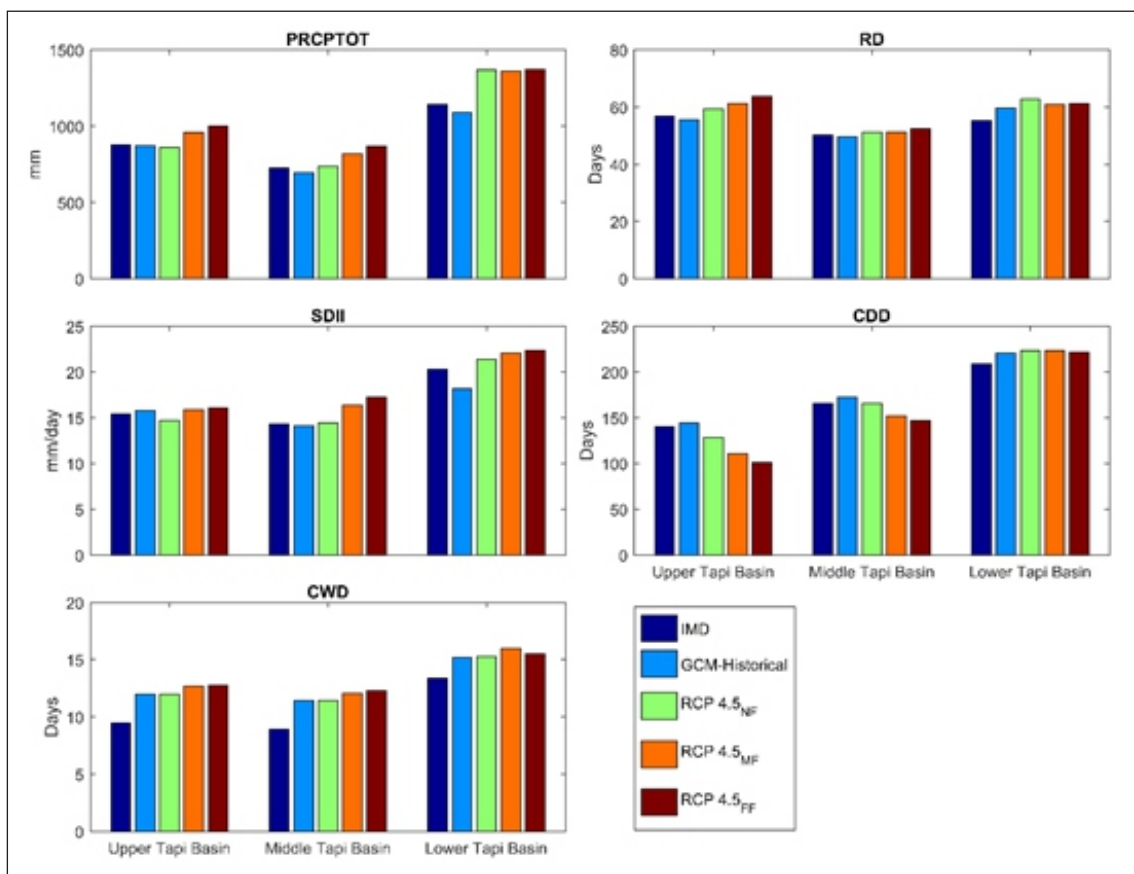 PRCPTOT
1500
1000
500
0
mm
RD
80
60
40
20
0
Days
SDII
25
20
15
10
5
0
mm/day
CDD
250
200
150
100
50
0
Days
Upper Tapi Basin Middle Tapi Basin Lower Tapi Basin
CWD
20
15
10
5
0
Days
Upper Tapi Basin Middle Tapi Basin Lower Tapi Basin
IMD
GCM-Historical
RCP 4.5NF
RCP 4.5MF
RCP 4.5FF